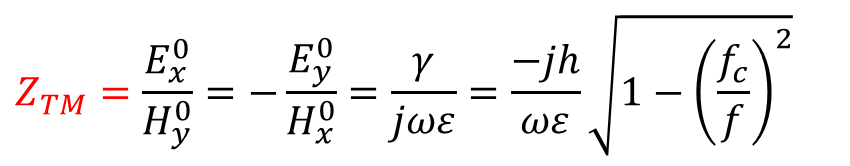 Z_{TM} = \frac{E_x^0}{H_y^0} = -\frac{E_y^0}{H_x^0} = \frac{\gamma}{j\omega\varepsilon} = \frac{-jh}{\omega\varepsilon}\sqrt{1-\left(\frac{f_c}{f}\right)^2}